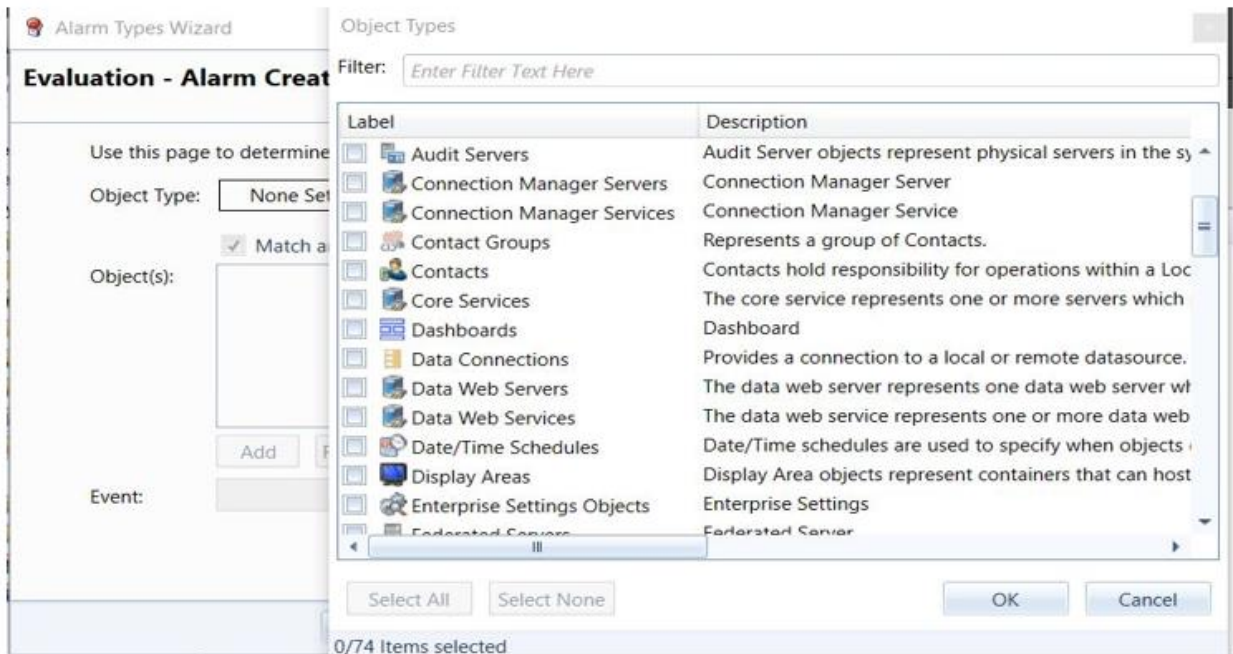 Alarm Types Wizard
Evaluation - Alarm Creat
Use this page to determine
Object Type: None Set
Match a
Object(s):
Add
Event:
Object Types
Filter: Enter Filter Text Here
Label Description
Audit Servers Audit Server objects represent physical servers in the sy
Connection Manager Servers Connection Manager Server
Connection Manager Services Connection Manager Service
Contact Groups Represents a group of Contacts.
Contacts Contacts hold responsibility for operations within a Loc
Core Services The core service represents one or more servers which
Dashboards Dashboard
Data Connections Provides a connection to a local or remote datasource.
Data Web Servers The data web server represents one data web server wh
Data Web Services The data web service represents one or more data web
Date/Time Schedules Date/Time schedules are used to specify when objects
Display Areas Display Area objects represent containers that can host
Enterprise Settings Objects Enterprise Settings
Federated Servers Federated Server
Select All Select None OK Cancel
0/74 Items selected